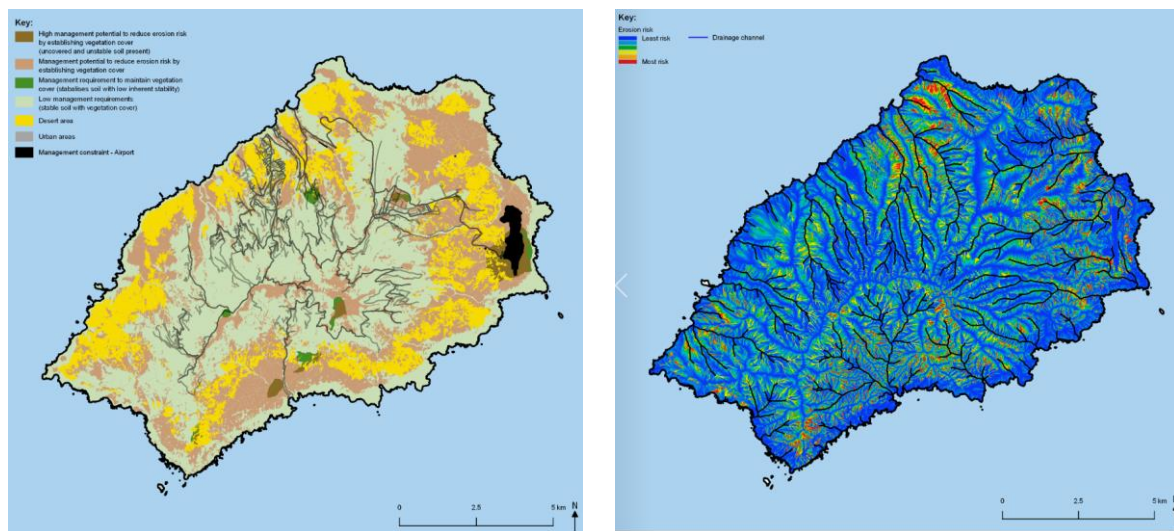 Key:
High management potential to reduce erosion risk
by establishing vegetation cover
(uncovered and unstable soil present)
Management potential to reduce erosion risk by
establishing vegetation cover
Management requirement to maintain vegetation
cover (stabalises soil with low inherent stability)
Low management requirements
(stable soil with vegetation cover)
Desert area
Urban areas
Management constraint - Airport
0 2.5 5 km
N
Key:
Erosion risk
Least risk
Most risk
Drainage channel
0 2.5 5 km